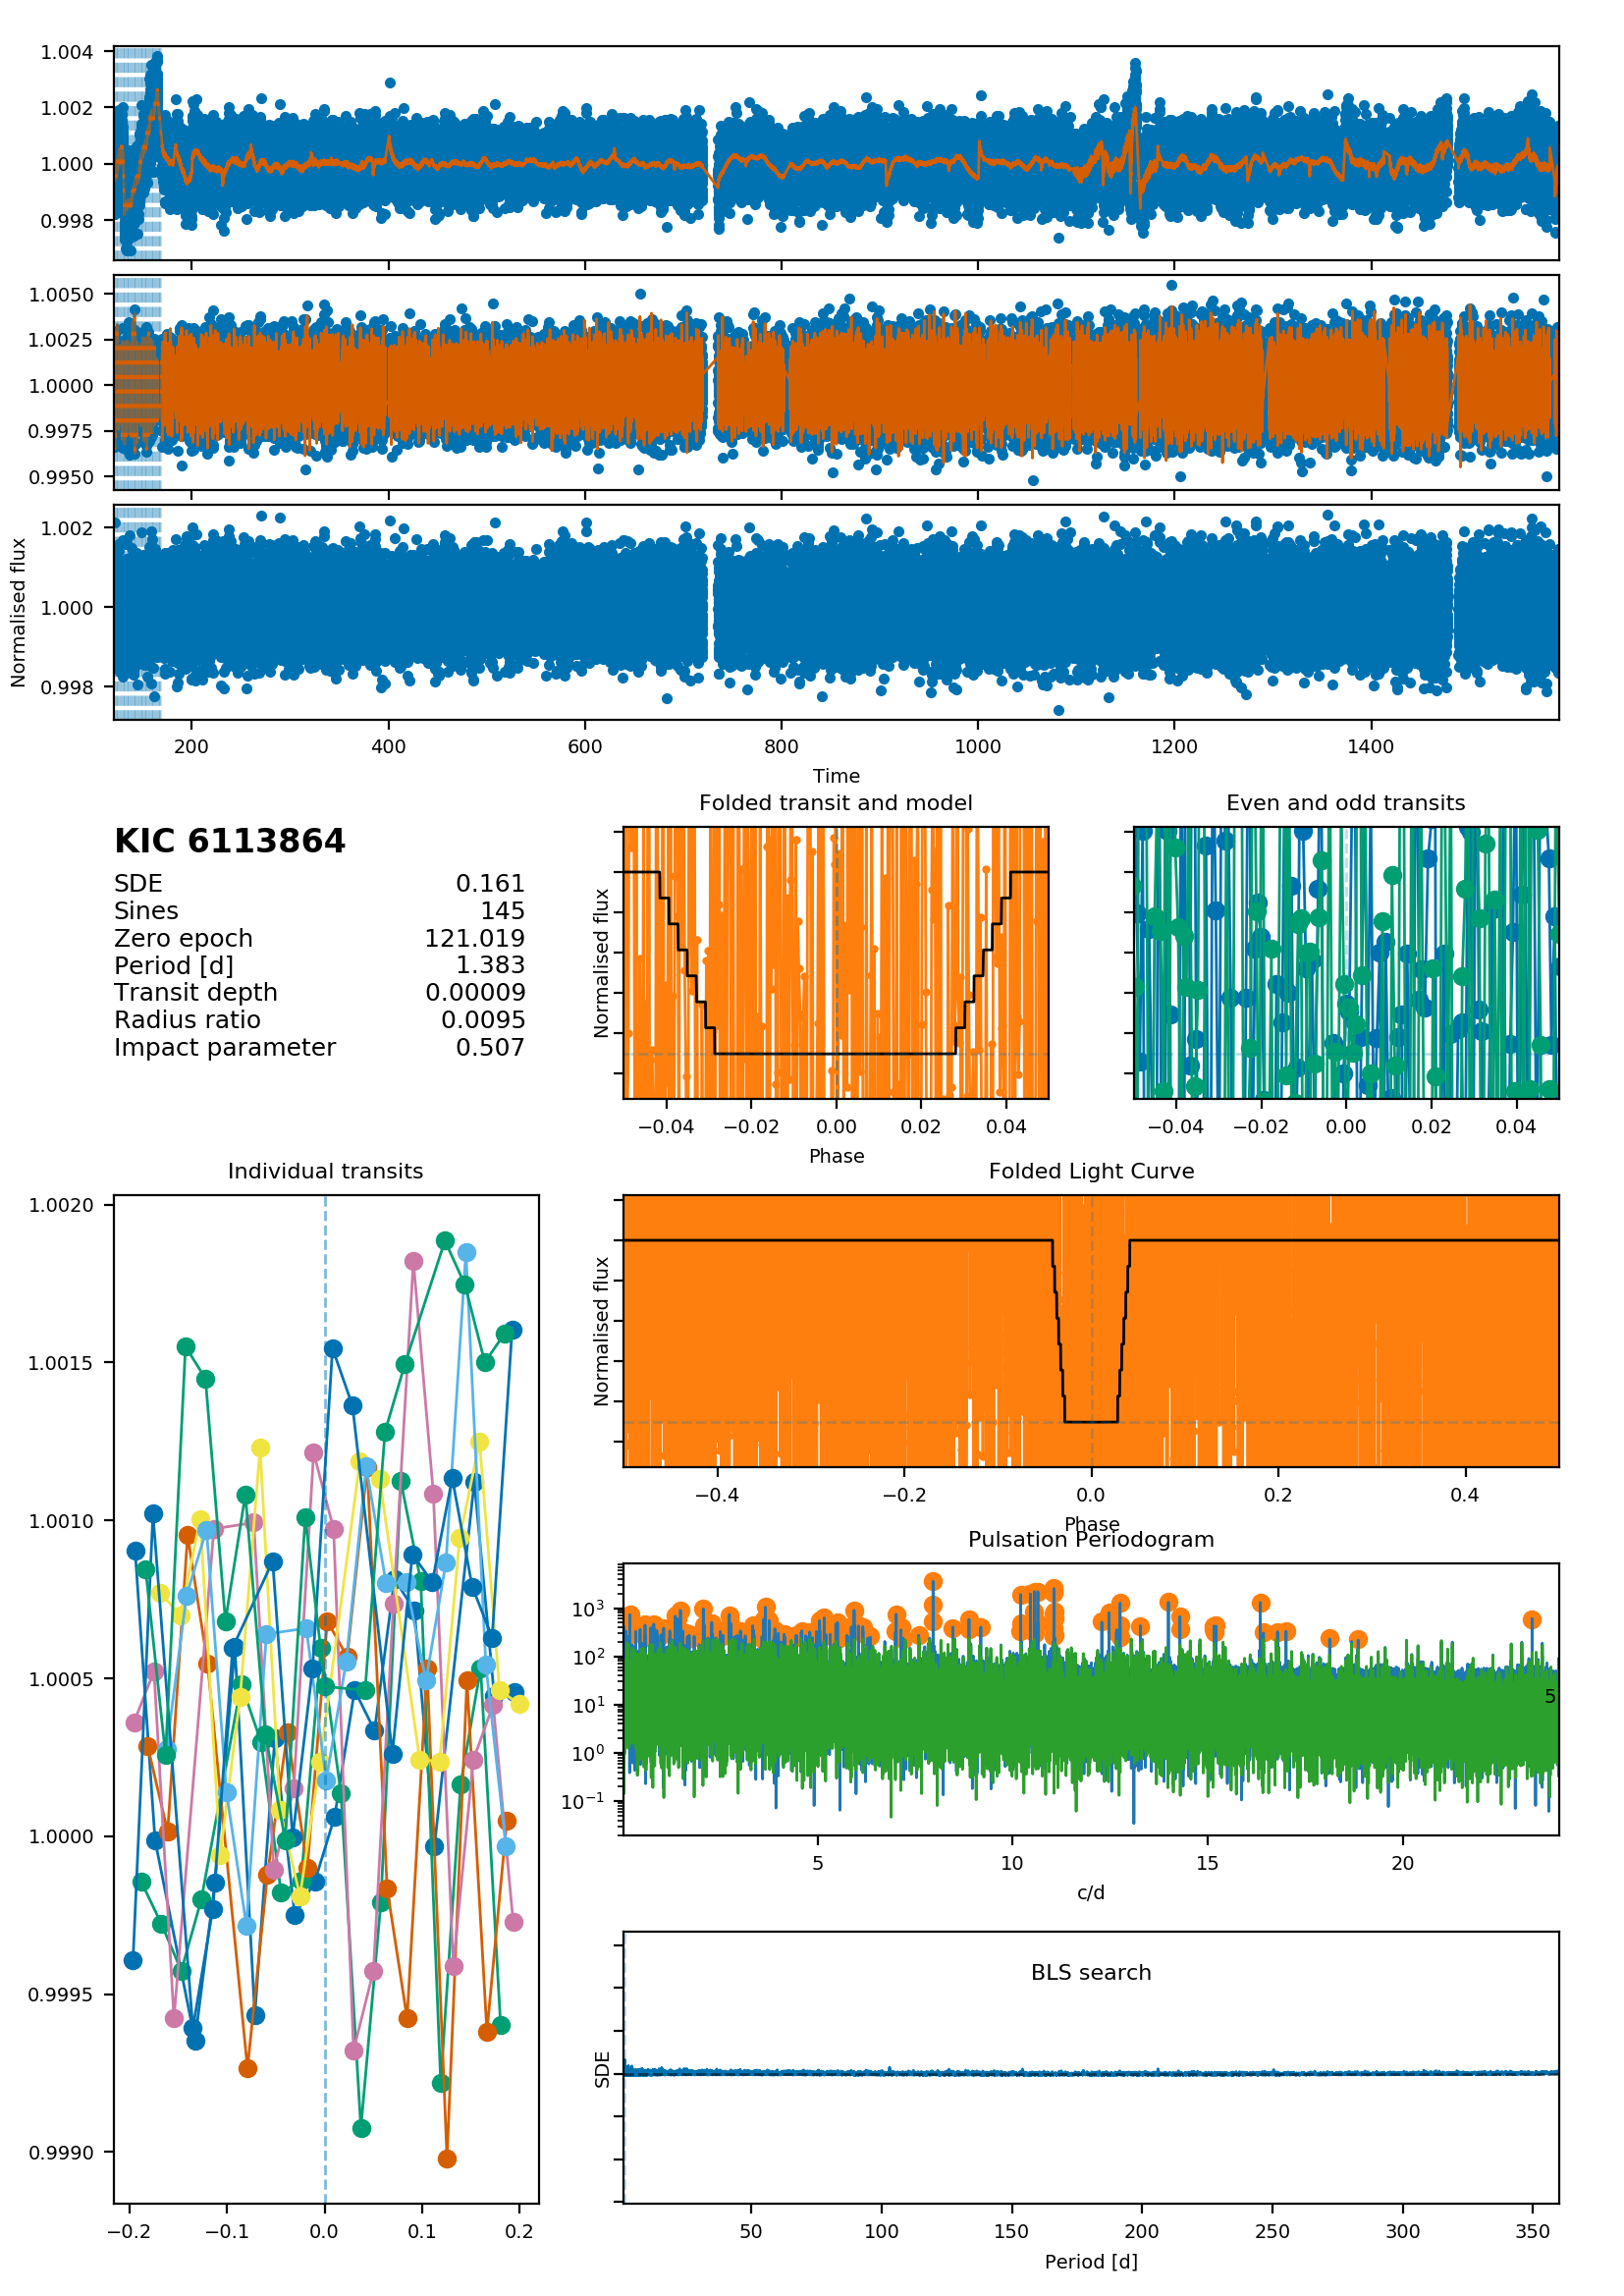 1.004
1.002
1.000
0.998
1.0050
1.0025
1.0000
0.9975
0.9950
1.002
1.000
0.998
Normalised flux
200 400 600 800 1000 1200 1400
Time
KIC 6113864
SDE 0.161
Sines 145
Zero epoch 121.019
Period [d] 1.383
Transit depth 0.00009
Radius ratio 0.0095
Impact parameter 0.507
Folded transit and model
Normalised flux
−0.04 −0.02 0.00 0.02 0.04
Phase
Even and odd transits
−0.04 −0.02 0.00 0.02 0.04
Individual transits
1.0020
1.0015
1.0010
1.0005
1.0000
0.9995
0.9990
−0.2 −0.1 0.0 0.1 0.2
Folded Light Curve
Normalised flux
−0.4 −0.2 0.0 0.2 0.4
Phase
Pulsation Periodogram
10³
10²
10¹
10⁰
10⁻¹
5
5 10 15 20
c/d
BLS search
SDE
50 100 150 200 250 300 350
Period [d]